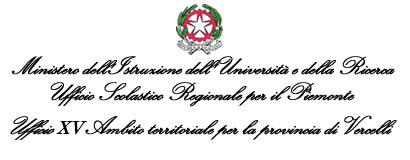 Ministero dell'Istruzione dell'Università e della Ricerca
Ufficio Scolastico Regionale per il Piemonte
Ufficio XV Ambito territoriale per la provincia di Vercelli